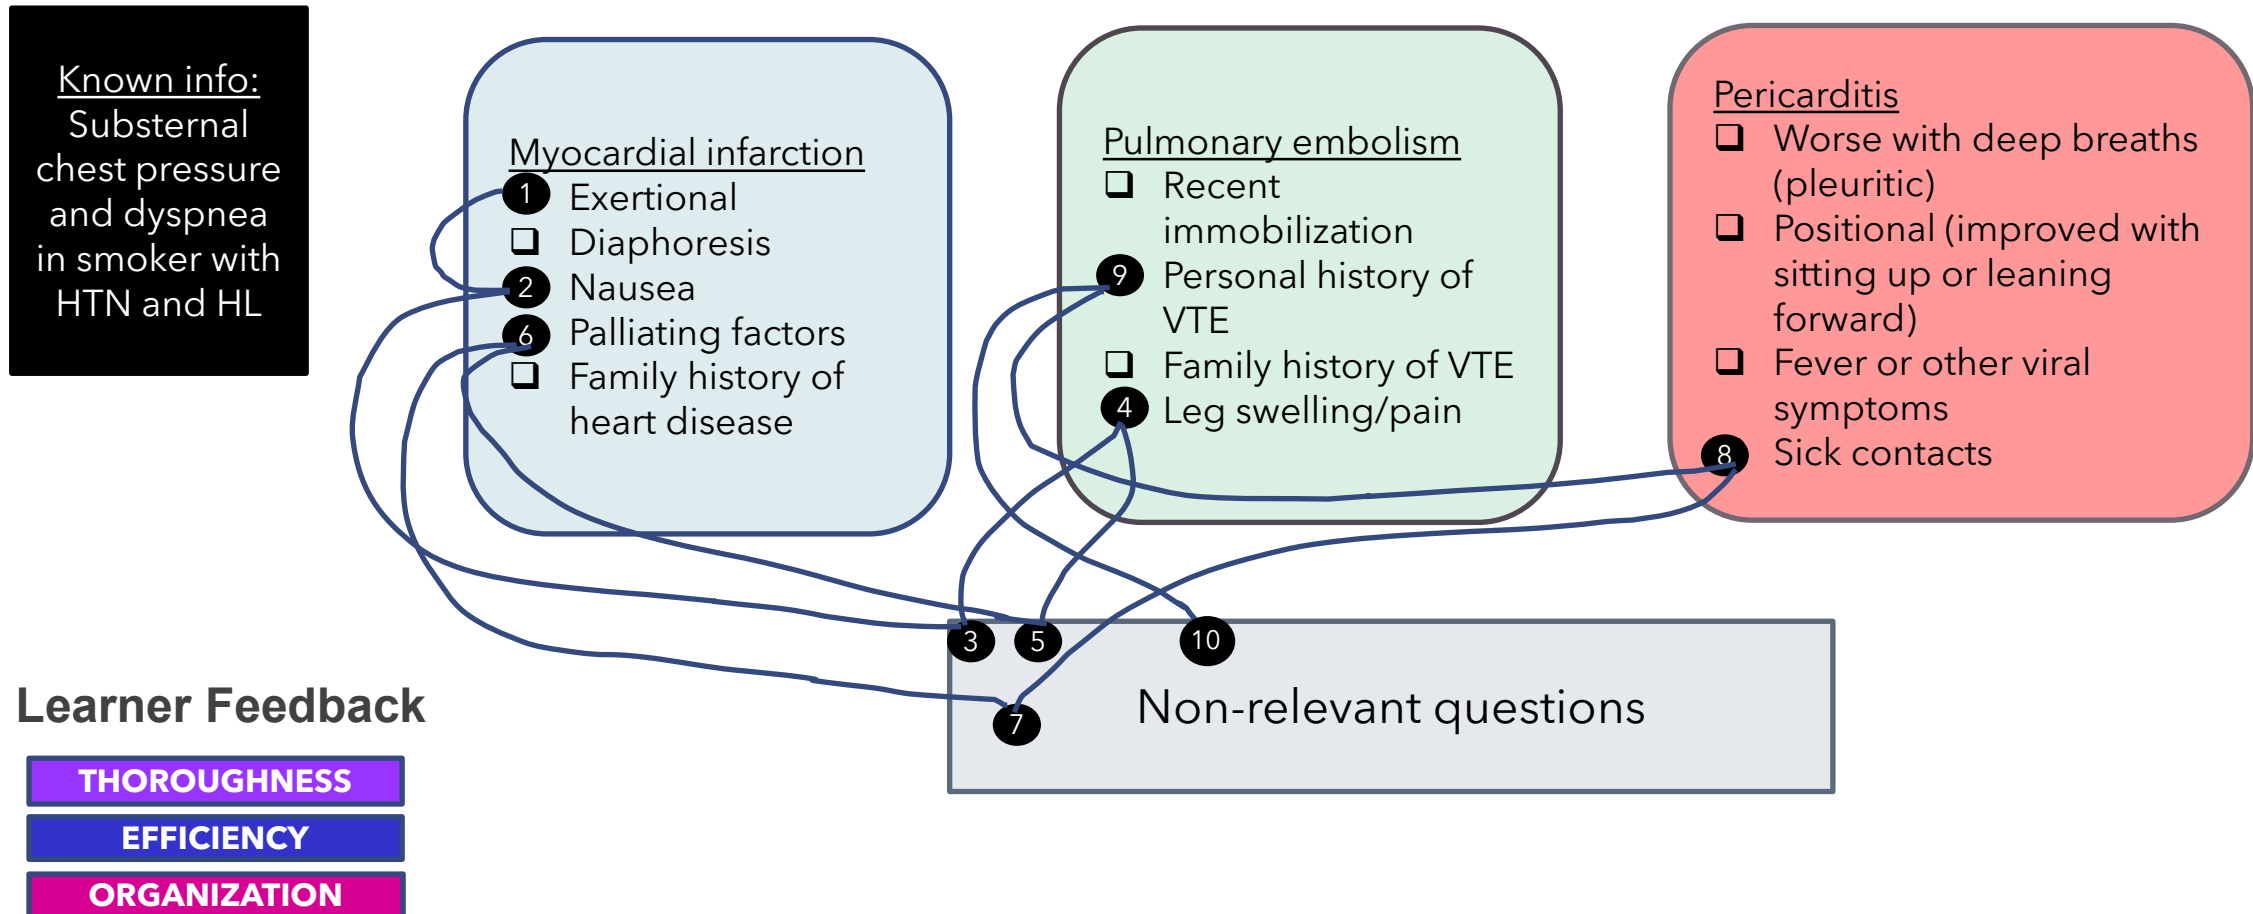 Known info:
Substernal
chest pressure
and dyspnea
in smoker with
HTN and HL
Myocardial infarction
1 Exertional
❑ Diaphoresis
2 Nausea
6 Palliating factors
❑ Family history of
heart disease
Pulmonary embolism
❑ Recent
immobilization
9 Personal history of
VTE
❑ Family history of VTE
4 Leg swelling/pain
Pericarditis
❑ Worse with deep breaths
(pleuritic)
❑ Positional (improved with
sitting up or leaning
forward)
❑ Fever or other viral
symptoms
8 Sick contacts
3 5 10
Non-relevant questions
7
Learner Feedback
THOROUGHNESS
EFFICIENCY
ORGANIZATION